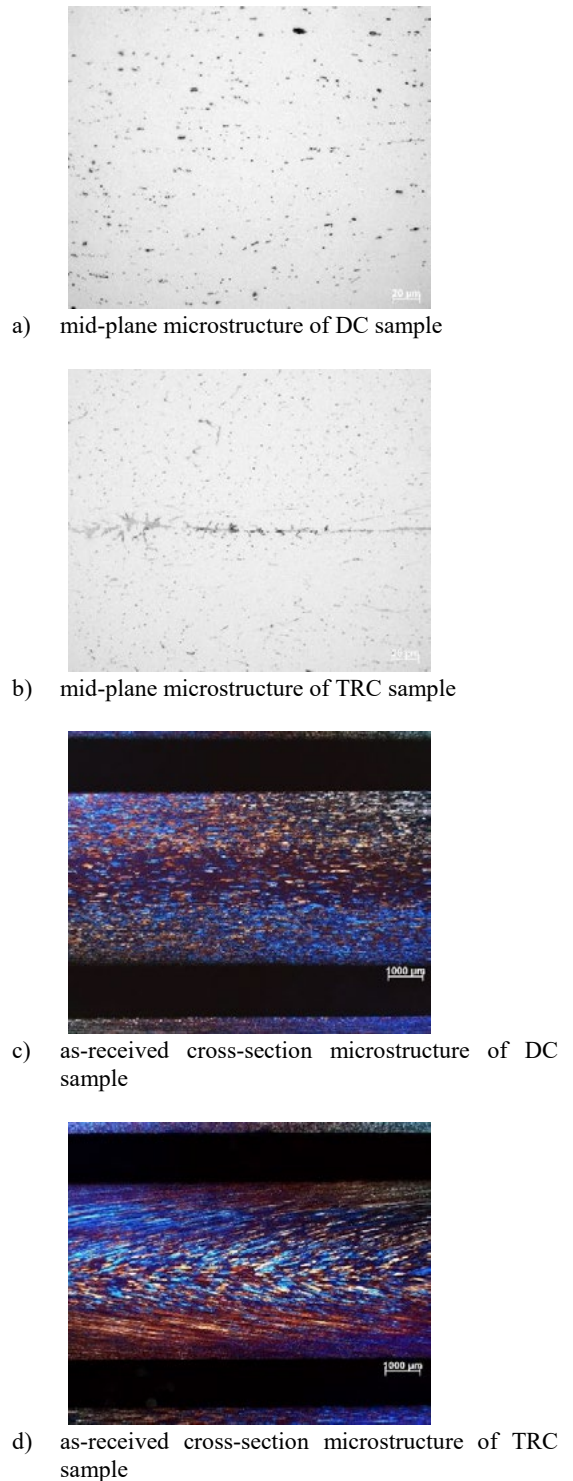 20 µm
a) mid-plane microstructure of DC sample
20 µm
b) mid-plane microstructure of TRC sample
1000 µm
c) as-received cross-section microstructure of DC
sample
1000 µm
d) as-received cross-section microstructure of TRC
sample